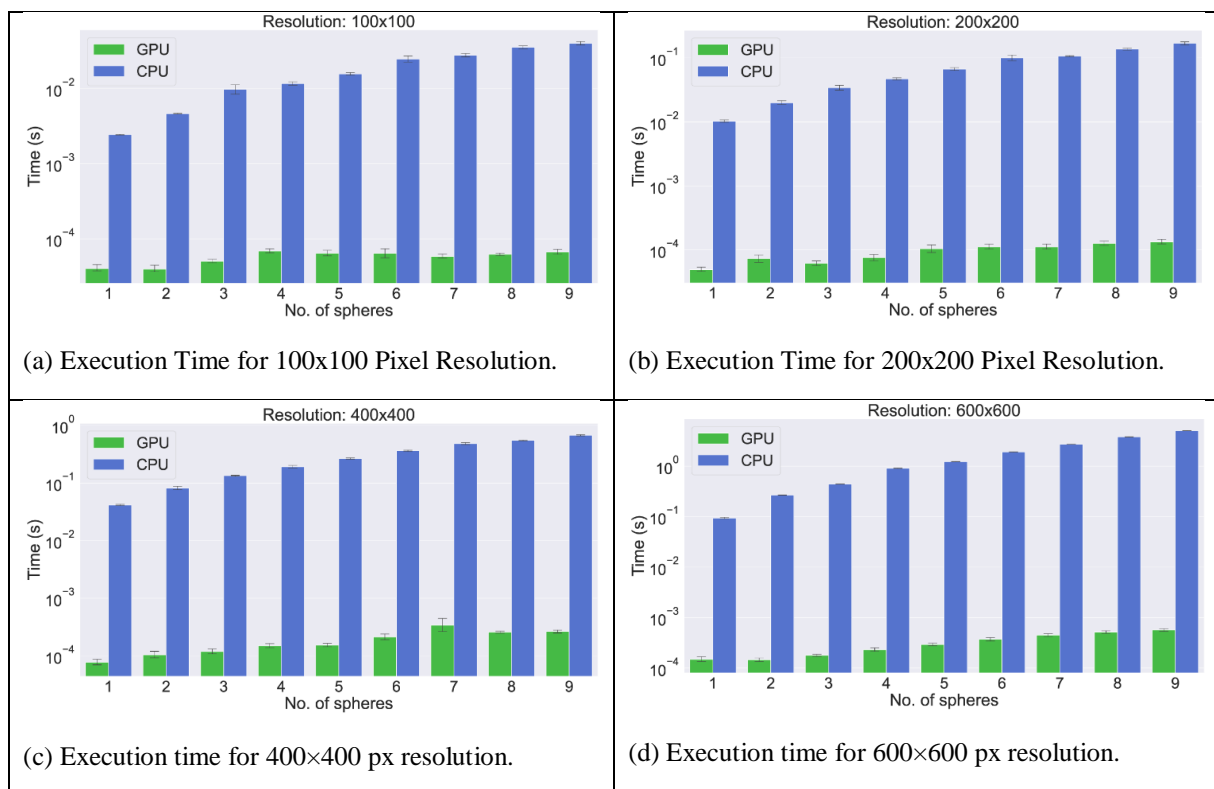 Resolution: 100x100
GPU
CPU
Time (s)
10⁻²
10⁻³
10⁻⁴
1 2 3 4 5 6 7 8 9
No. of spheres
(a) Execution Time for 100x100 Pixel Resolution.
Resolution: 200x200
GPU
CPU
Time (s)
10⁻¹
10⁻²
10⁻³
10⁻⁴
1 2 3 4 5 6 7 8 9
No. of spheres
(b) Execution Time for 200x200 Pixel Resolution.
Resolution: 400x400
GPU
CPU
Time (s)
10⁰
10⁻¹
10⁻²
10⁻³
10⁻⁴
1 2 3 4 5 6 7 8 9
No. of spheres
(c) Execution time for 400×400 px resolution.
Resolution: 600x600
GPU
CPU
Time (s)
10⁰
10⁻¹
10⁻²
10⁻³
10⁻⁴
1 2 3 4 5 6 7 8 9
No. of spheres
(d) Execution time for 600×600 px resolution.